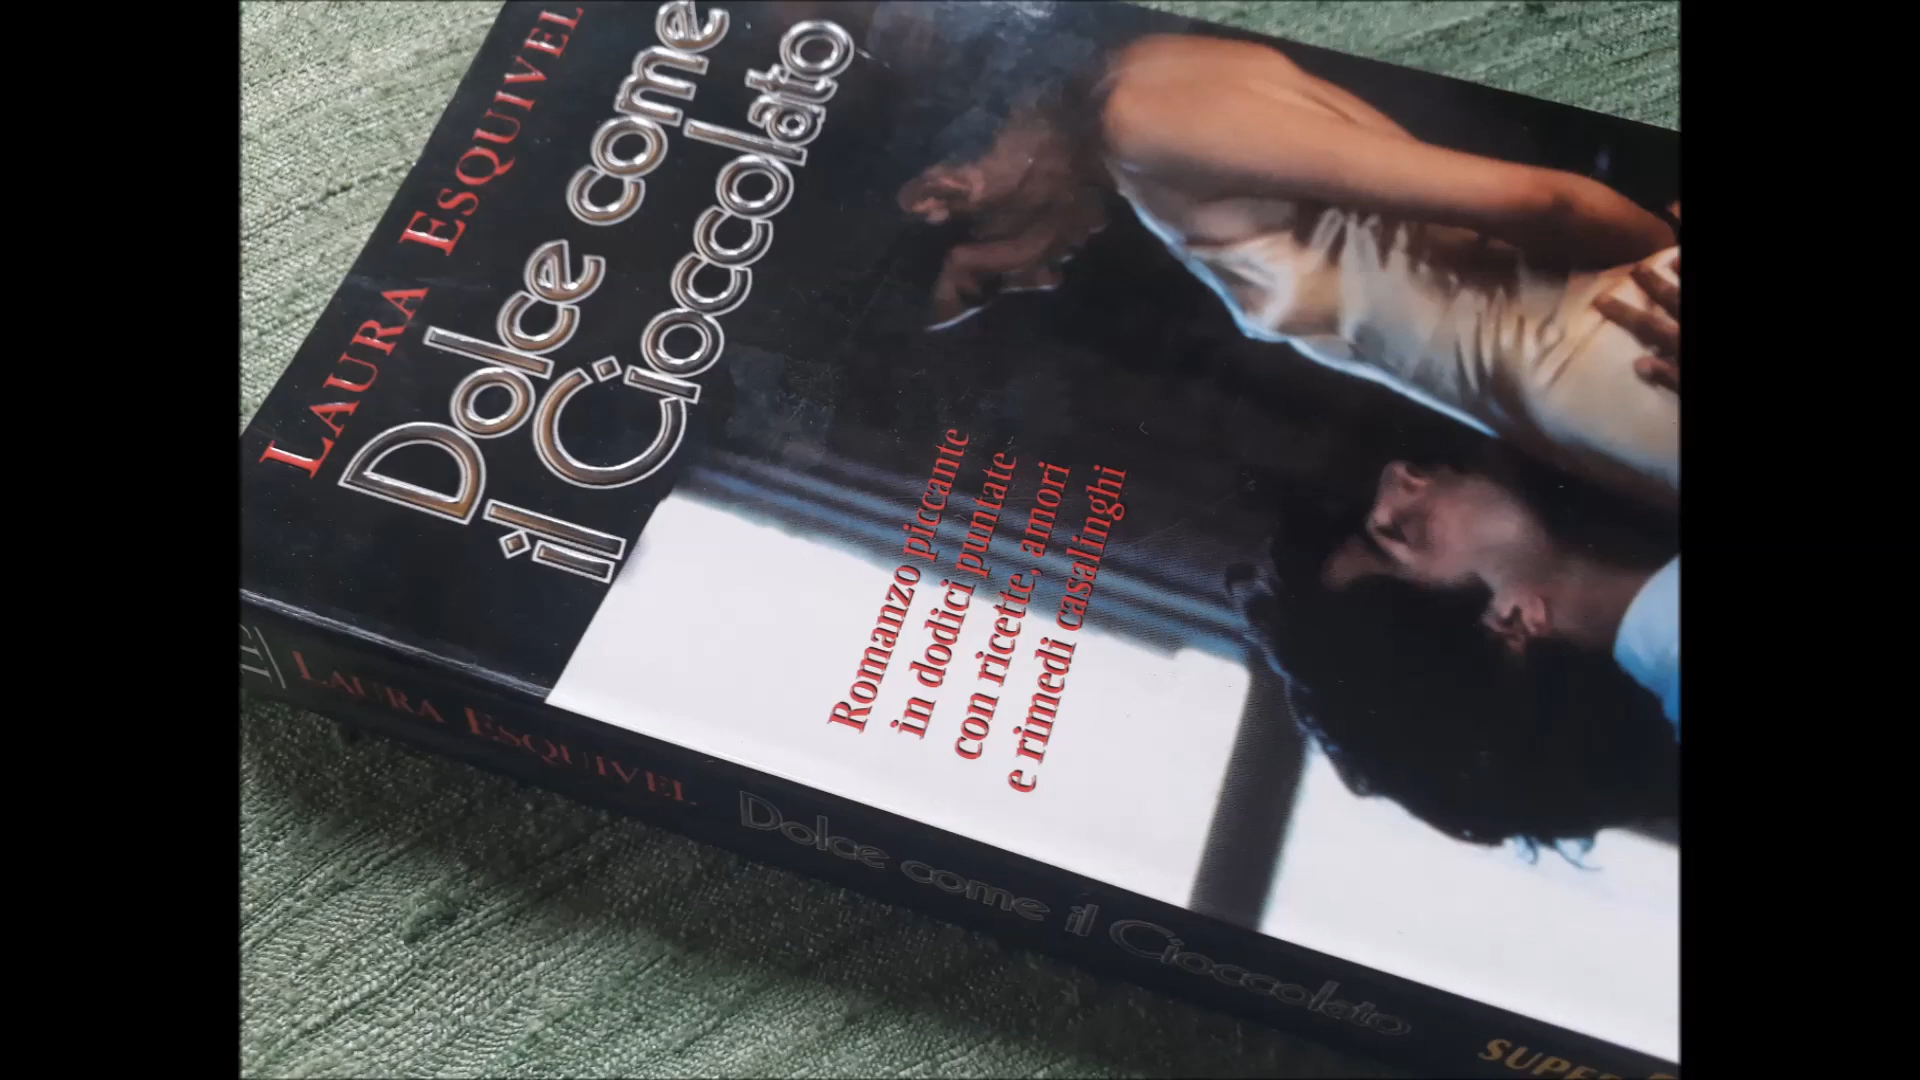 LAURA ESQUIVEL
Dolce come
il Cioccolato
Romanzo piccante
in dodici puntate
con ricette, amori
e rimedi casalinghi
LAURA ESQUIVEL
Dolce come il Cioccolato